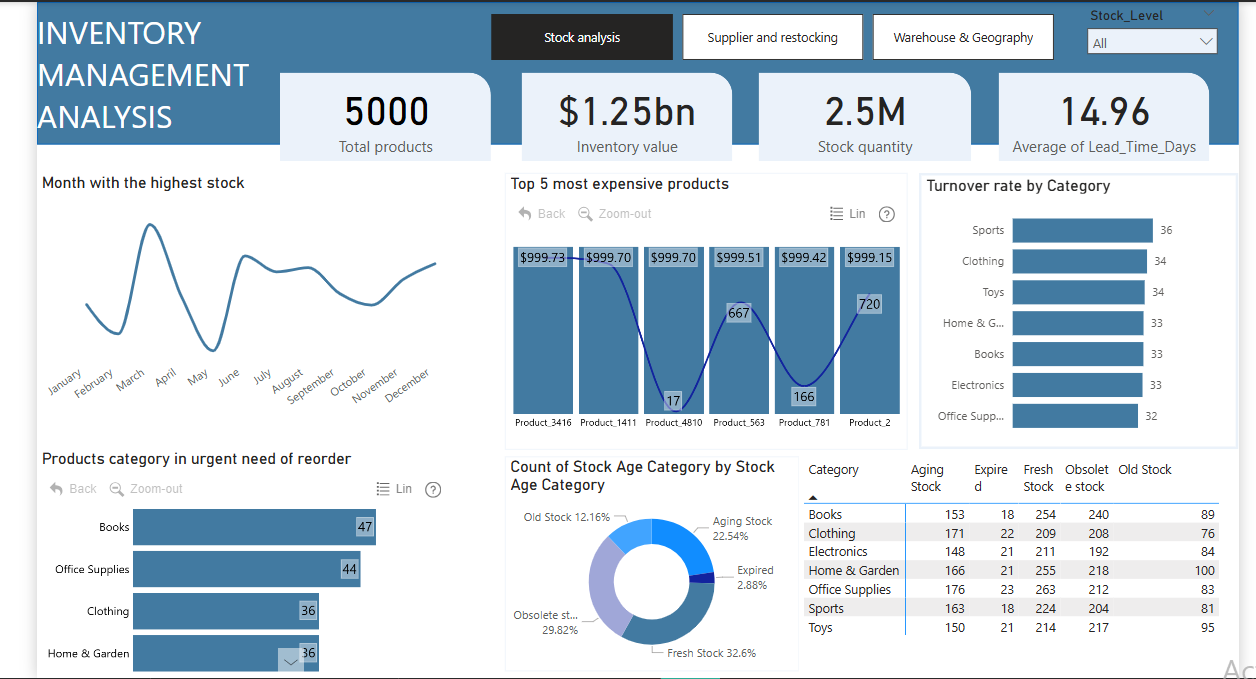 INVENTORY
MANAGEMENT
ANALYSIS
Stock analysis
Supplier and restocking
Warehouse & Geography
Stock_Level
All
5000
Total products
$1.25bn
Inventory value
2.5M
Stock quantity
14.96
Average of Lead_Time_Days
Month with the highest stock
January
February
March
April
May
June
July
August
September
October
November
December
Top 5 most expensive products
Back
Zoom-out
Lin
?
$999.73
$999.70
$999.70
$999.51
$999.42
$999.15
17
667
166
720
Product_3416
Product_1411
Product_4810
Product_563
Product_781
Product_2
Turnover rate by Category
Sports 36
Clothing 34
Toys 34
Home & G... 33
Books 33
Electronics 33
Office Supp... 32
Products category in urgent need of reorder
Back
Zoom-out
Lin
?
Books 47
Office Supplies 44
Clothing 36
Home & Garden 36
Count of Stock Age Category by Stock
Age Category
Old Stock 12.16%
Aging Stock
22.54%
Expired
2.88%
Obsolete st...
29.82%
Fresh Stock 32.6%
Category Aging Expire Fresh Obsolet Old Stock
Stock d Stock e stock
Books 153 18 254 240 89
Clothing 171 22 209 208 76
Electronics 148 21 211 192 84
Home & Garden 166 21 255 218 100
Office Supplies 176 23 263 212 83
Sports 163 18 224 204 81
Toys 150 21 214 217 95
Ac